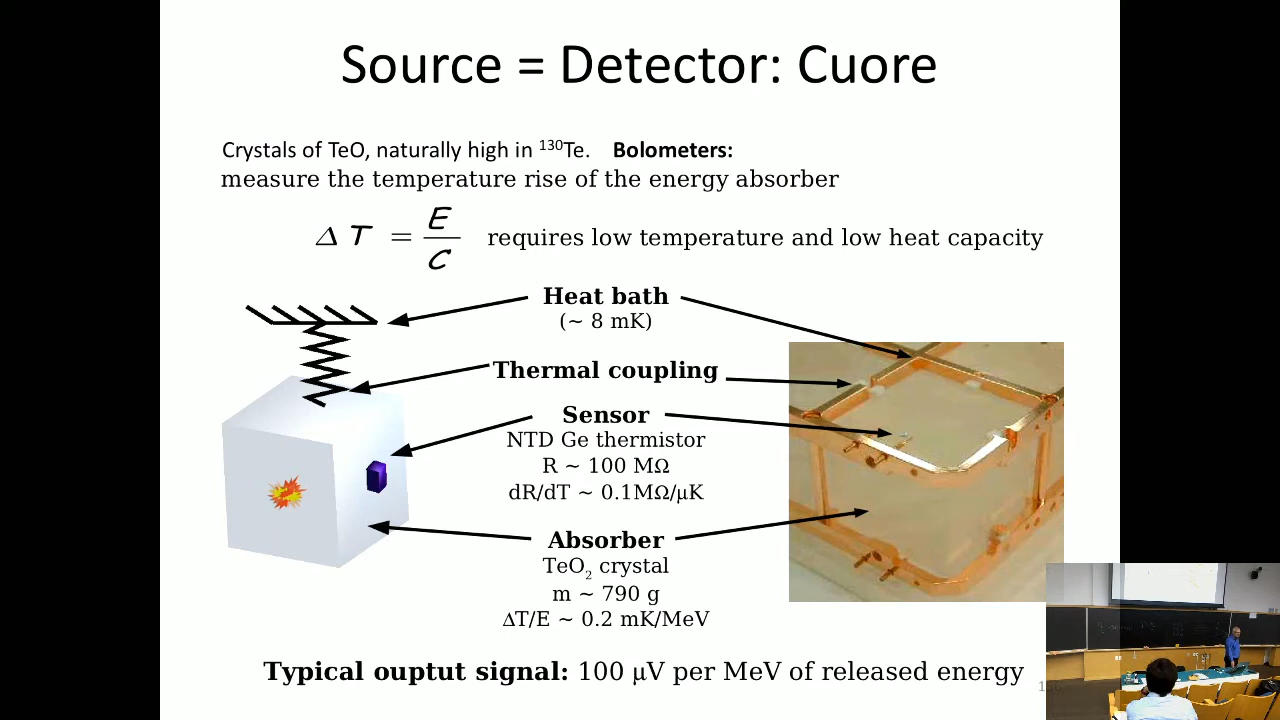 Source = Detector: Cuore
Crystals of TeO, naturally high in ¹³⁰Te. Bolometers:
measure the temperature rise of the energy absorber
Δ T = E / C requires low temperature and low heat capacity
Heat bath
(~ 8 mK)
Thermal coupling
Sensor
NTD Ge thermistor
R ~ 100 MΩ
dR/dT ~ 0.1MΩ/μK
Absorber
TeO₂ crystal
m ~ 790 g
ΔT/E ~ 0.2 mK/MeV
Typical ouptut signal: 100 μV per MeV of released energy